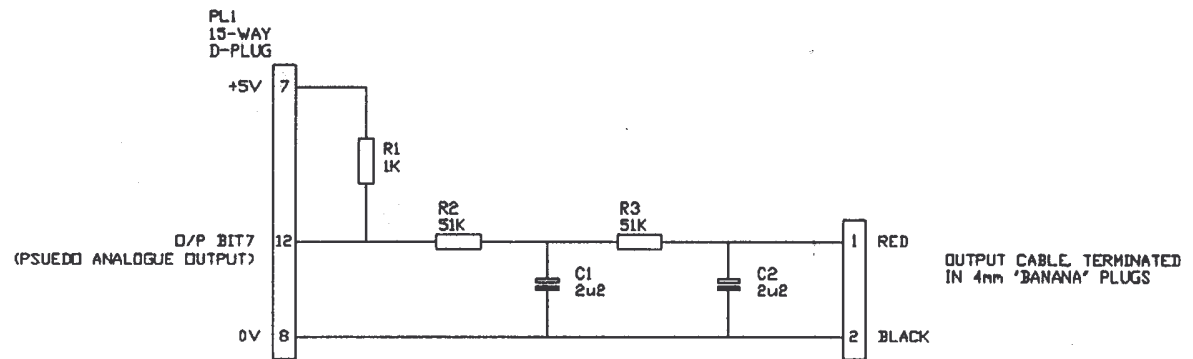 PL1
15-WAY
D-PLUG
+5V 7
R1
1K
R2
51K
R3
51K
O/P BIT7 12
(PSUEDO ANALOGUE OUTPUT)
1 RED
OUTPUT CABLE, TERMINATED
IN 4mm 'BANANA' PLUGS
C1
2u2
C2
2u2
0V 8
2 BLACK